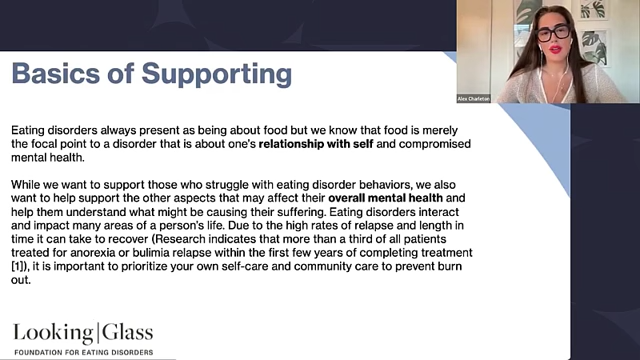 Basics of Supporting
Alex Charleton
Eating disorders always present as being about food but we know that food is merely
the focal point to a disorder that is about one's relationship with self and compromised
mental health.
While we want to support those who struggle with eating disorder behaviors, we also
want to help support the other aspects that may affect their overall mental health and
help them understand what might be causing their suffering. Eating disorders interact
and impact many areas of a person's life. Due to the high rates of relapse and length in
time it can take to recover (Research indicates that more than a third of all patients
treated for anorexia or bulimia relapse within the first few years of completing treatment
[1]), it is important to prioritize your own self-care and community care to prevent burn
out.
Looking|Glass
FOUNDATION FOR EATING DISORDERS